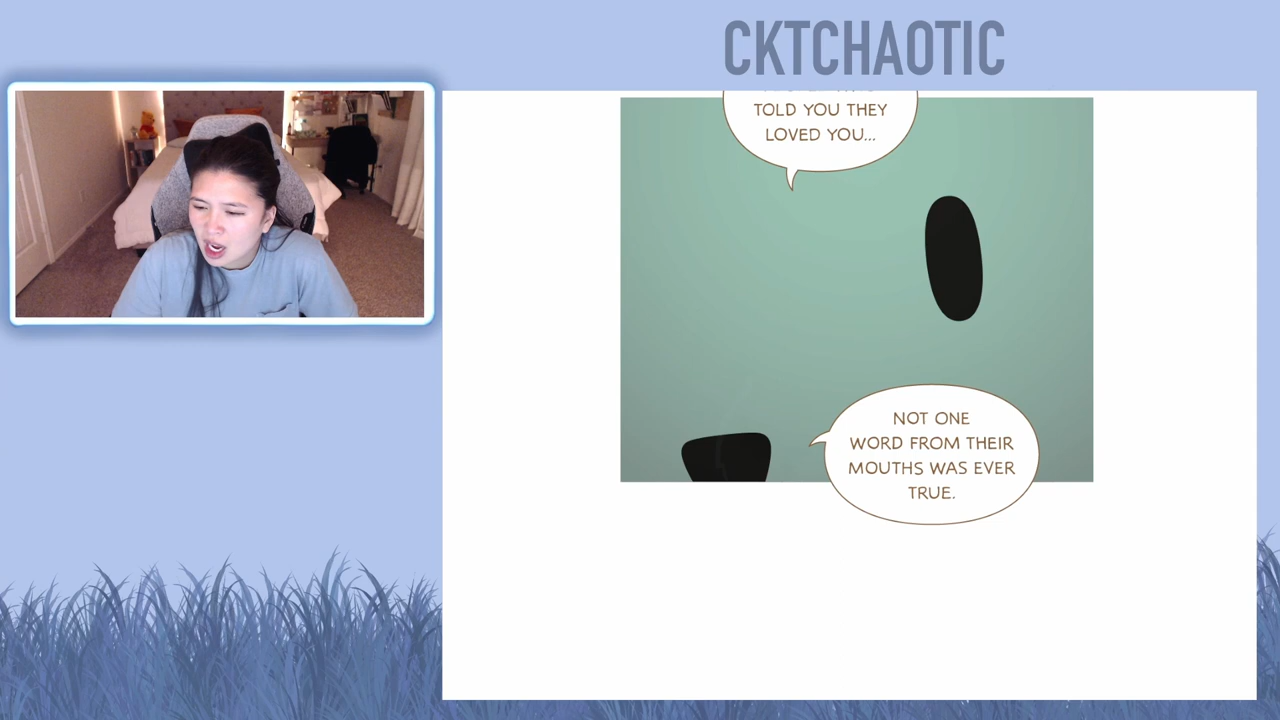 CKTCHAOTIC
TOLD YOU THEY
LOVED YOU...
NOT ONE
WORD FROM THEIR
MOUTHS WAS EVER
TRUE.